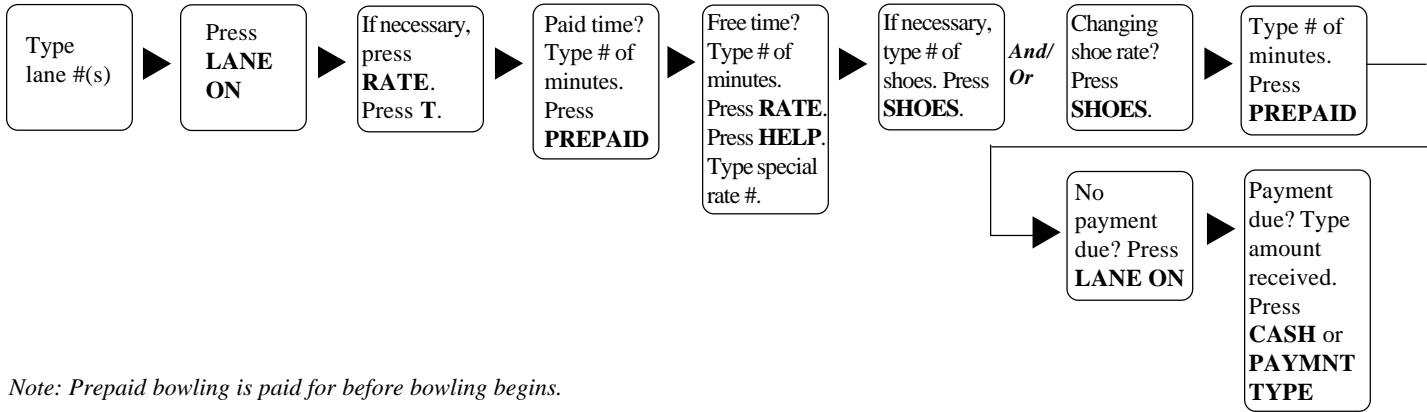 Type
lane #(s)
Press
LANE
ON
If necessary,
press
RATE.
Press T.
Paid time?
Type # of
minutes.
Press
PREPAID
Free time?
Type # of
minutes.
Press RATE.
Press HELP.
Type special
rate #.
If necessary,
type # of
shoes. Press
SHOES.
And/
Or
Changing
shoe rate?
Press
SHOES.
Type # of
minutes.
Press
PREPAID
No
payment
due? Press
LANE ON
Payment
due? Type
amount
received.
Press
CASH or
PAYMNT
TYPE
Note: Prepaid bowling is paid for before bowling begins.